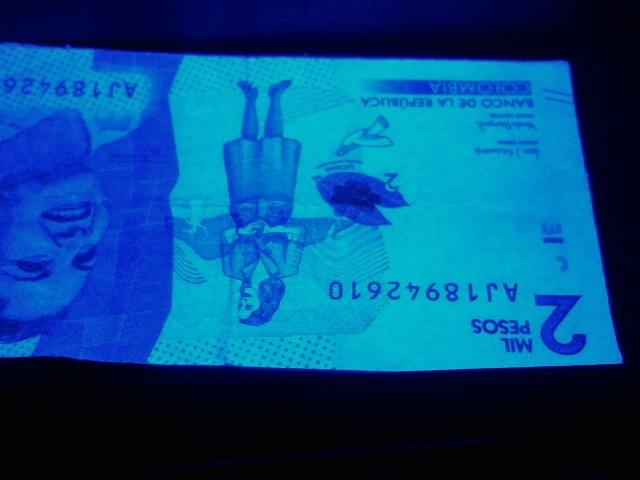 2 MIL
PESOS
AJ18942610
2
BANCO DE LA REPÚBLICA
COLOMBIA
AJ189426